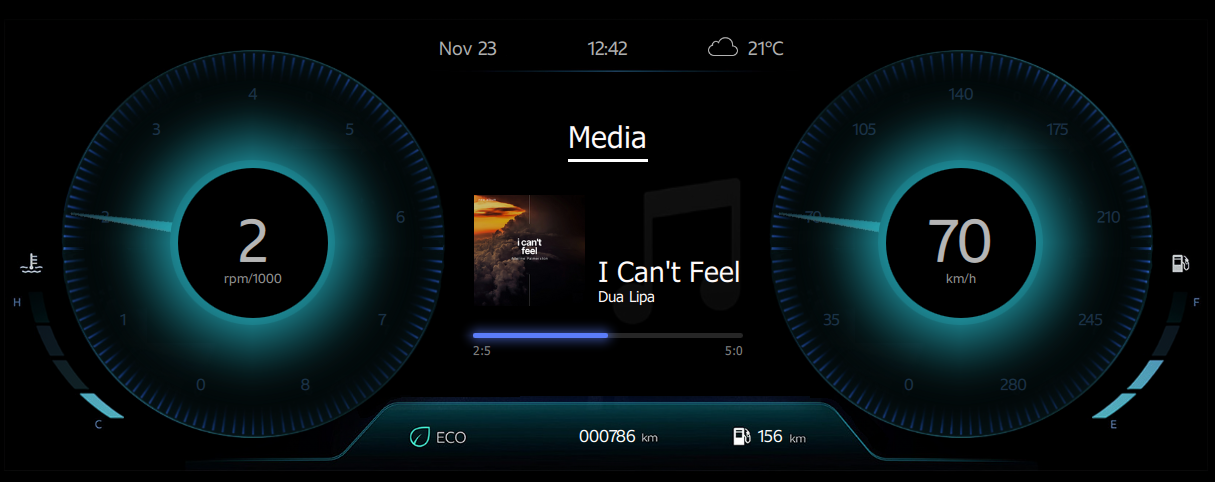 Nov 23 12:42 21°C
Media
4
3 5
2 6
1 7
0 8
2
rpm/1000
H
C
i can't
feel
I Can't Feel
Dua Lipa
2:5 5:0
140
105 175
70 210
35 245
0 280
70
km/h
F
E
ECO 000786 km 156 km